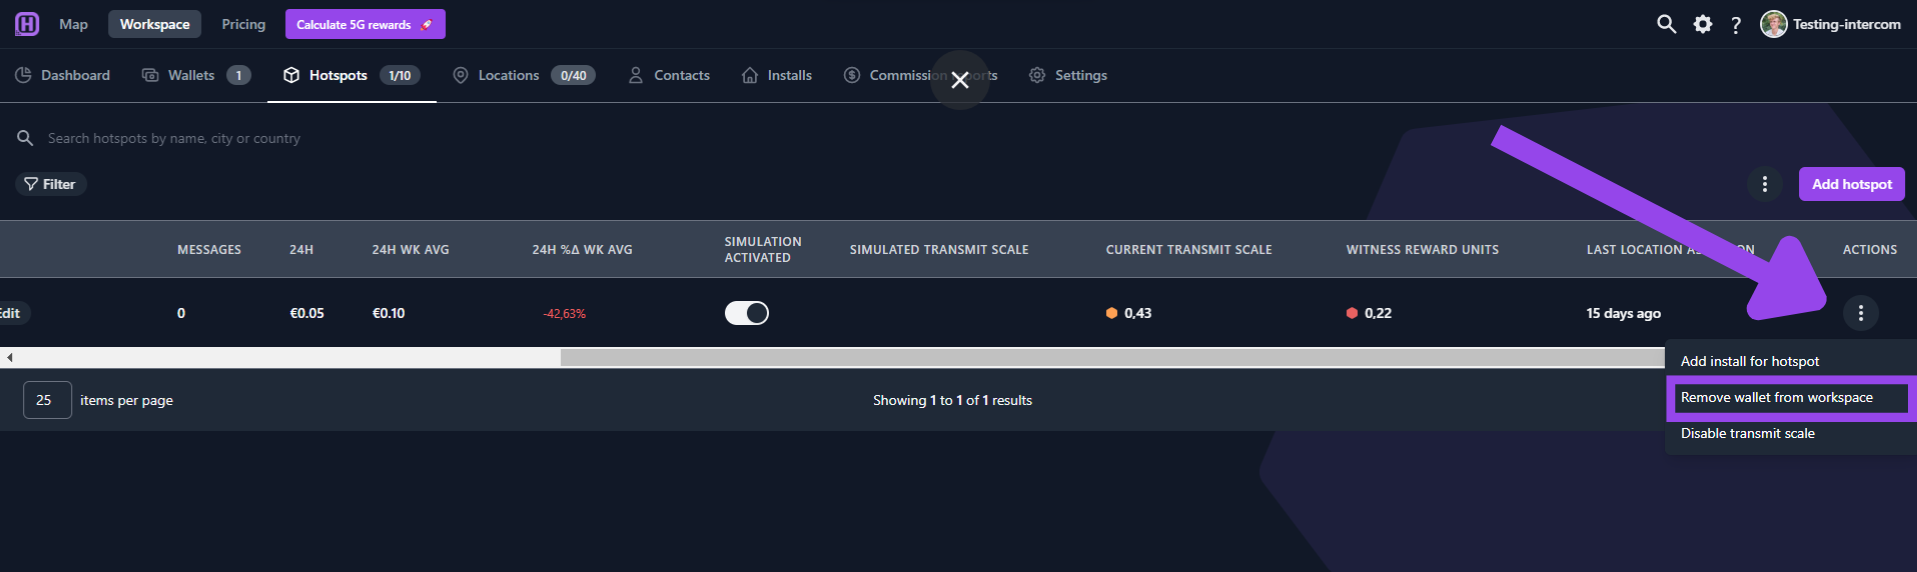 Map Workspace Pricing Calculate 5G rewards ? Testing-intercom
Dashboard Wallets 1 Hotspots 1/10 Locations 0/40 Contacts Installs Commission rts Settings
Search hotspots by name, city or country
Filter Add hotspot
MESSAGES 24H 24H WK AVG 24H %Δ WK AVG SIMULATION ACTIVATED SIMULATED TRANSMIT SCALE CURRENT TRANSMIT SCALE WITNESS REWARD UNITS LAST LOCATION AS ON ACTIONS
Edit 0 €0.05 €0.10 -42,63% 0,43 0,22 15 days ago
Add install for hotspot
Remove wallet from workspace
Disable transmit scale
25 items per page Showing 1 to 1 of 1 results